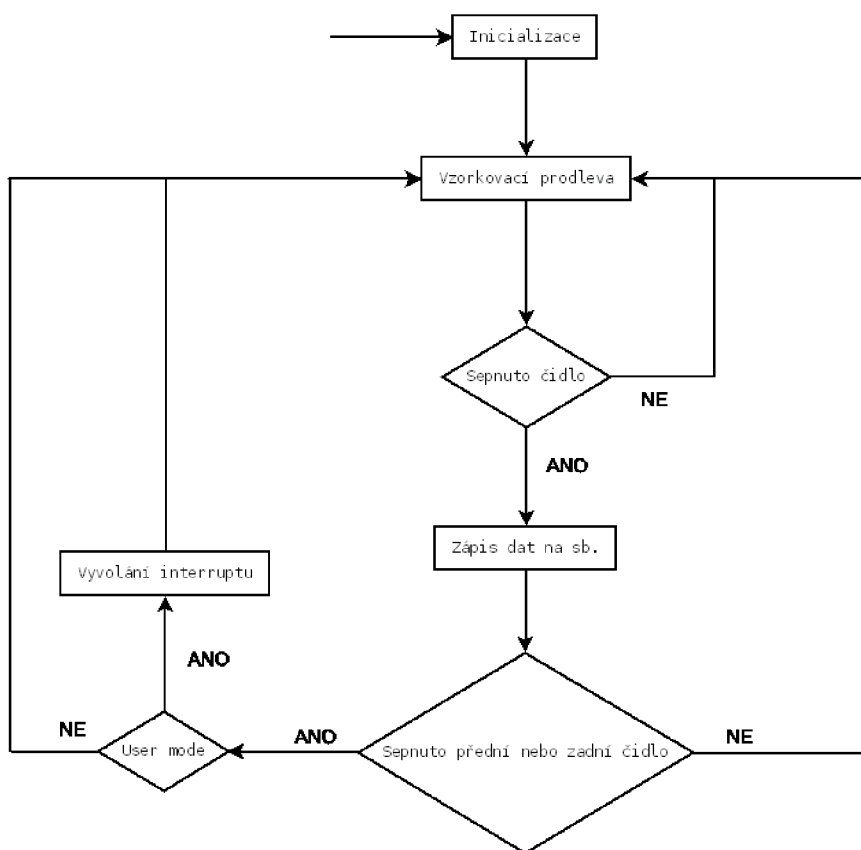 Inicializace
Vzorkovací prodleva
Sepnuto čidlo
NE
ANO
Zápis dat na sb.
Vyvolání interruptu
ANO
NE
User mode
ANO
Sepnuto přední nebo zadní čidlo
NE